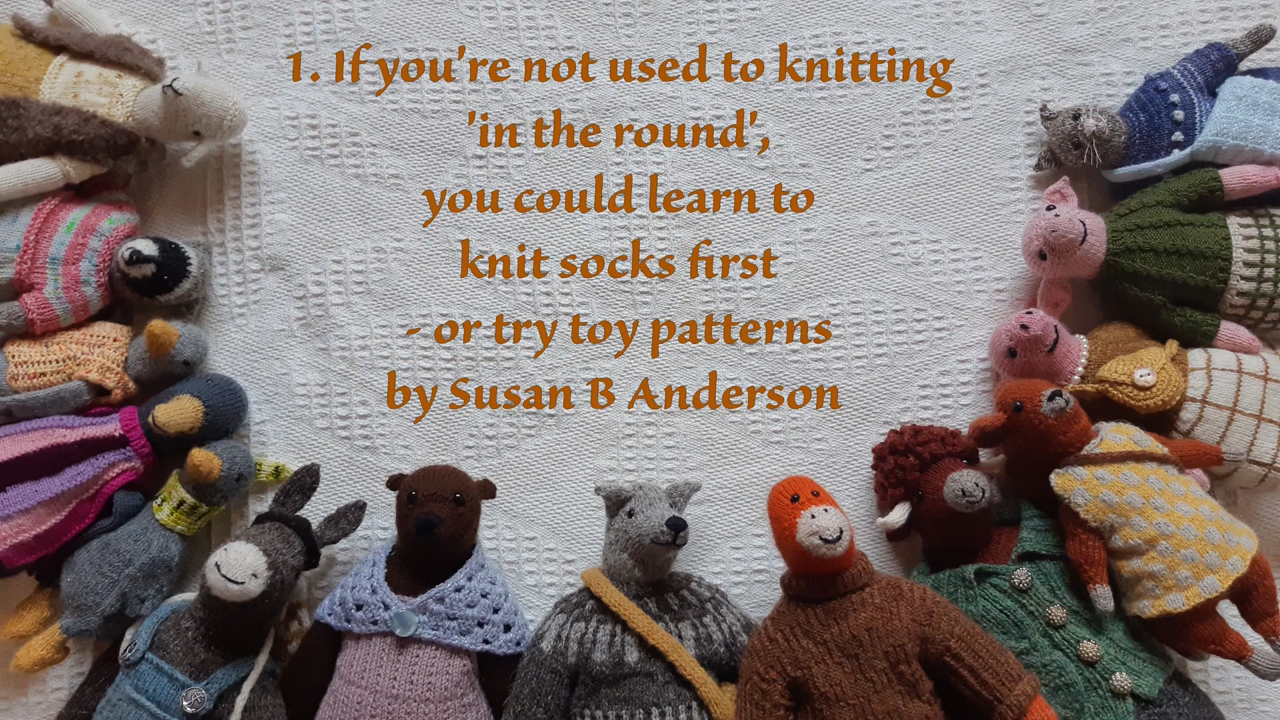 1. If you're not used to knitting
'in the round',
you could learn to
knit socks first
- or try toy patterns
by Susan B Anderson